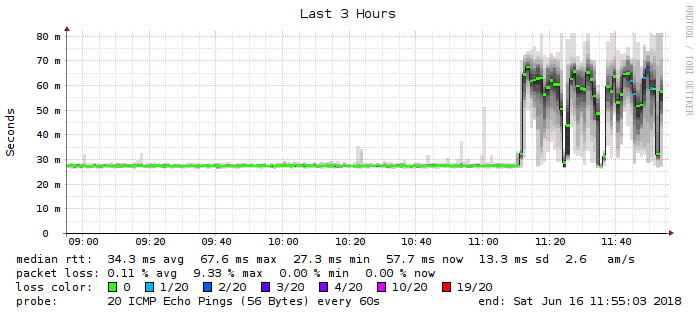 Last 3 Hours
RRDTOOL / TOBI OETIKER
Seconds
80 m
70 m
60 m
50 m
40 m
30 m
20 m
10 m
0
09:00 09:20 09:40 10:00 10:20 10:40 11:00 11:20 11:40
median rtt: 34.3 ms avg 67.6 ms max 27.3 ms min 57.7 ms now 13.3 ms sd 2.6 am/s
packet loss: 0.11 % avg 9.33 % max 0.00 % min 0.00 % now
loss color: 0 1/20 2/20 3/20 4/20 10/20 19/20
probe: 20 ICMP Echo Pings (56 Bytes) every 60s end: Sat Jun 16 11:55:03 2018